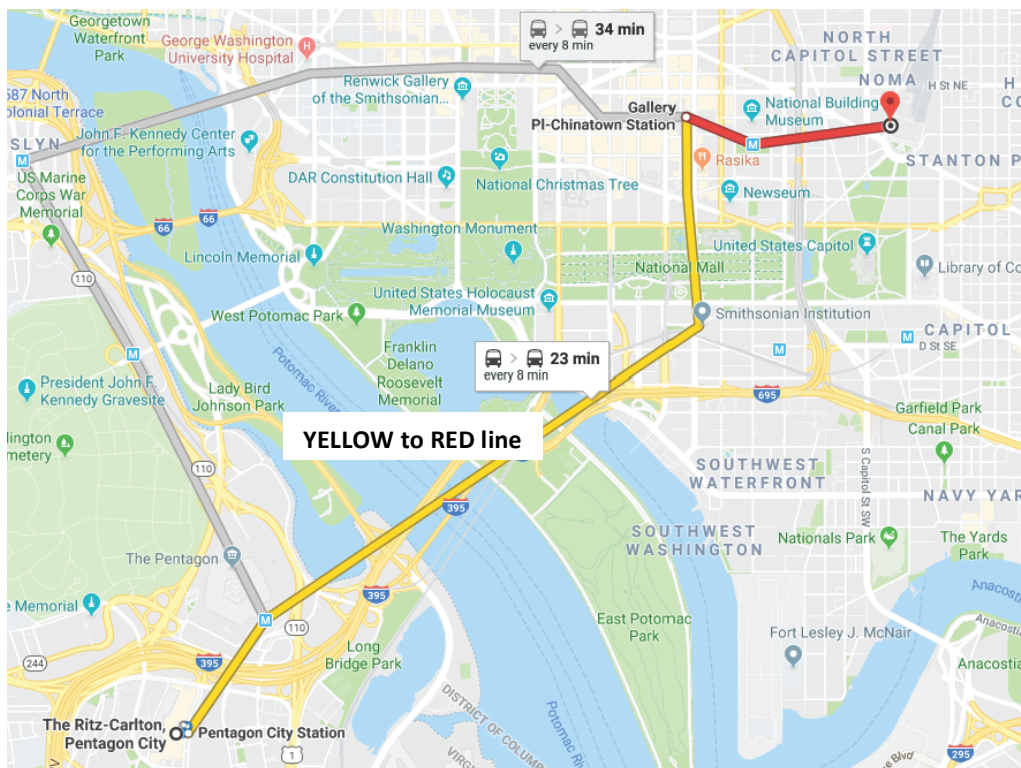 Georgetown
Waterfront
Park
George Washington
University Hospital
34 min
every 8 min
NORTH
CAPITOL STREET
NOMA
H St NE
H
Renwick Gallery
of the Smithsonian...
587 North
olonial Terrace
Gallery
Pl-Chinatown Station
National Building
Museum
SLYN
John F. Kennedy Center
for the Performing Arts
STANTON P
US Marine
Corps War
Memorial
DAR Constitution Hall
National Christmas Tree
Rasika
Newseum
66
66
Washington Monument
Lincoln Memorial
United States Capitol
National Mall
Library of Co
110
United States Holocaust
Memorial Museum
West Potomac Park
Smithsonian Institution
CAPITOL
D St SE
Franklin
Delano
Roosevelt
Memorial
23 min
every 8 min
Potomac River
President John F.
Kennedy Gravesite
Lady Bird
Johnson Park
695
Garfield Park
Canal Park
lington
emetery
YELLOW to RED line
110
SOUTHWEST
WATERFRONT
S Capitol St SW
NAVY YAR
395
SOUTHWEST
WASHINGTON
Nationals Park
The Yards
Park
The Pentagon
395
Anacos
e Memorial
110
East Potomac
Park
Anacostia
Fort Lesley J. McNair
244
395
Long
Bridge Park
Anacostia
DISTRICT OF COLUM
VIRG
The Ritz-Carlton,
Pentagon City
Pentagon City Station
1
Potomac
295